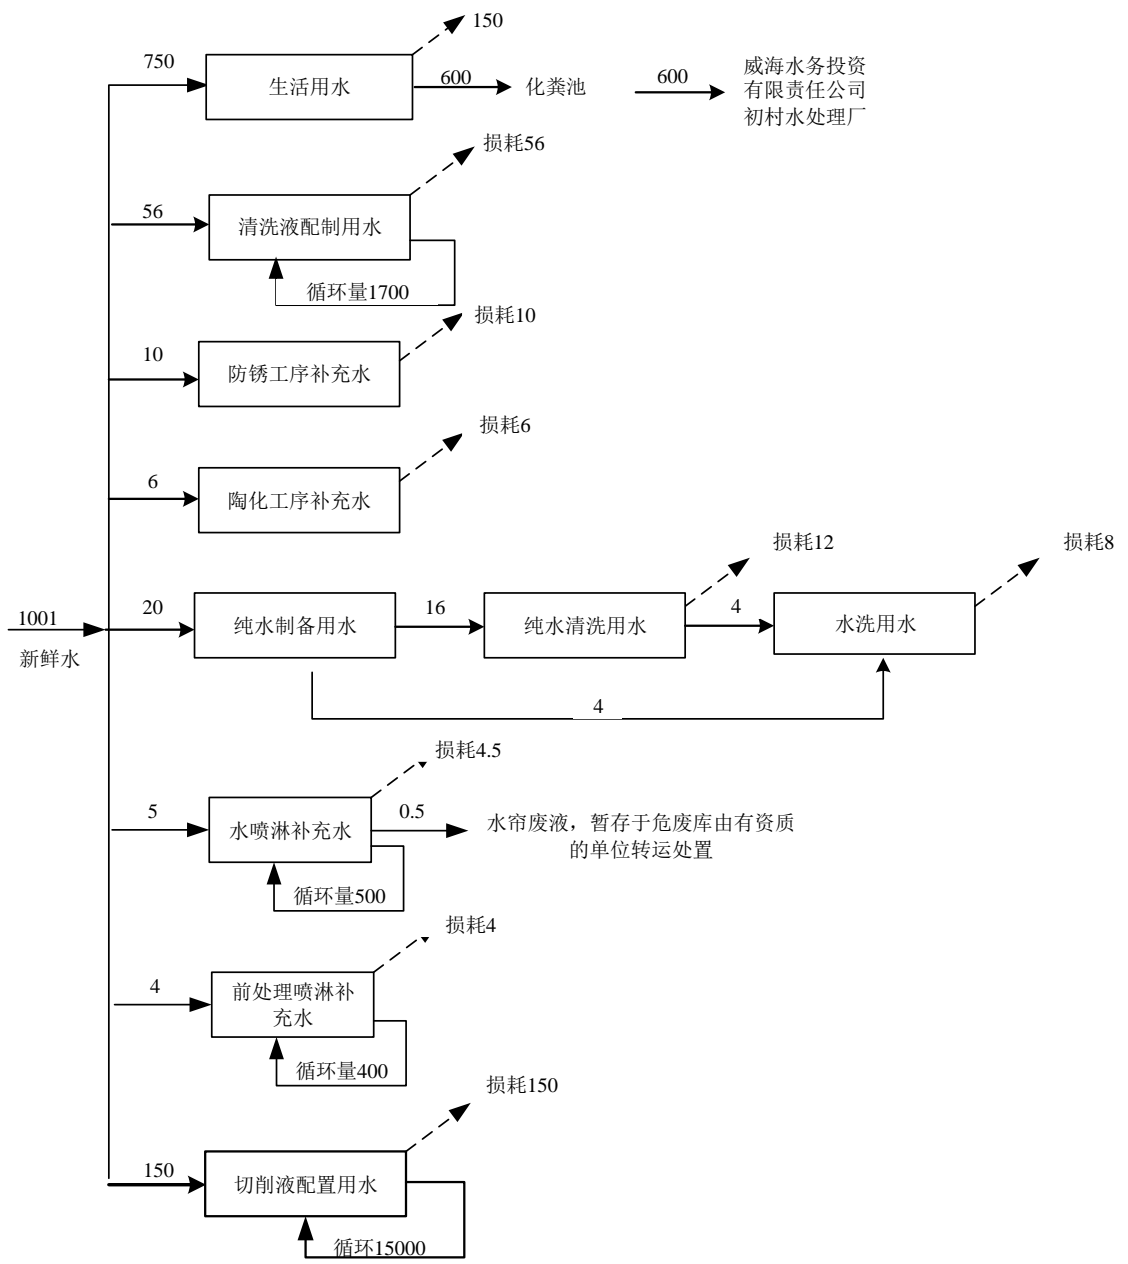 150
750
生活用水
600
化粪池
600
威海水务投资
有限责任公司
初村水处理厂
损耗56
56
清洗液配制用水
循环量1700
损耗10
10
防锈工序补充水
损耗6
6
陶化工序补充水
损耗12
损耗8
1001
新鲜水
20
纯水制备用水
16
纯水清洗用水
4
水洗用水
4
损耗4.5
5
水喷淋补充水
0.5
水帘废液，暂存于危废库由有资质
的单位转运处置
循环量500
损耗4
4
前处理喷淋补
充水
循环量400
损耗150
150
切削液配置用水
循环15000